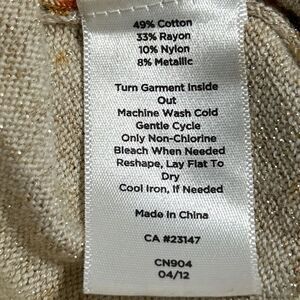 49% Cotton
33% Rayon
10% Nylon
8% Metallic
Turn Garment Inside
Out
Machine Wash Cold
Gentle Cycle
Only Non-Chlorine
Bleach When Needed
Reshape, Lay Flat To
Dry
Cool Iron, If Needed
Made in China
CA #23147
CN904
04/12